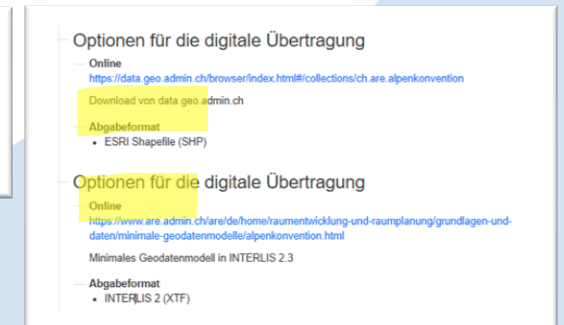 Optionen für die digitale Übertragung
Online
https://data.geo.admin.ch/browser/index.html#/collections/ch.are.alpenkonvention
Download von data.geo.admin.ch
Abgabeformat
• ESRI Shapefile (SHP)
Optionen für die digitale Übertragung
Online
https://www.are.admin.ch/are/de/home/raumentwicklung-und-raumplanung/grundlagen-und-
daten/minimale-geodatenmodelle/alpenkonvention.html
Minimales Geodatenmodell in INTERLIS 2.3
Abgabeformat
• INTERLIS 2 (XTF)